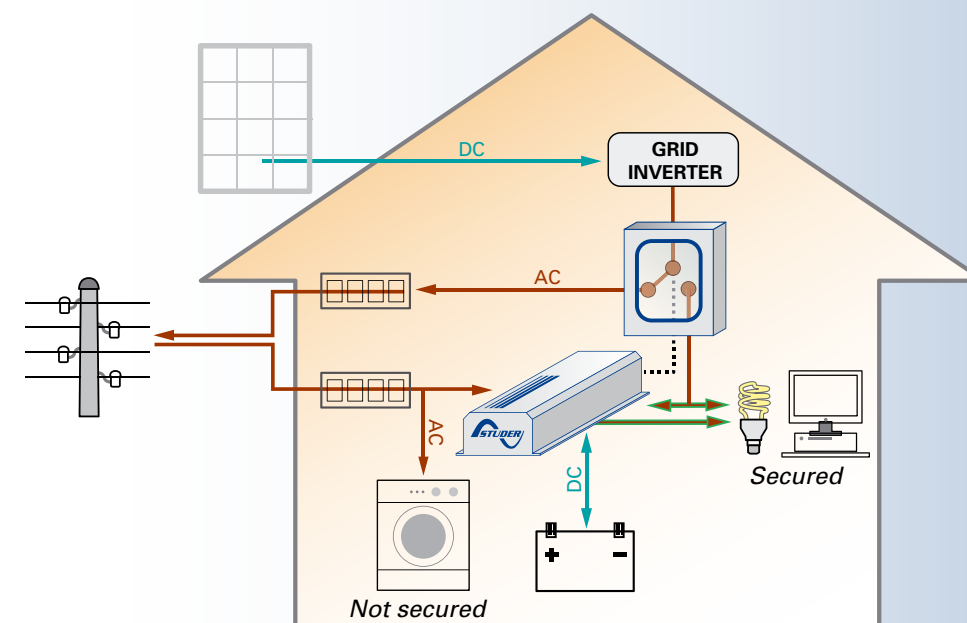 DC
GRID
INVERTER
AC
AC
STUDER
DC
+
−
Secured
Not secured